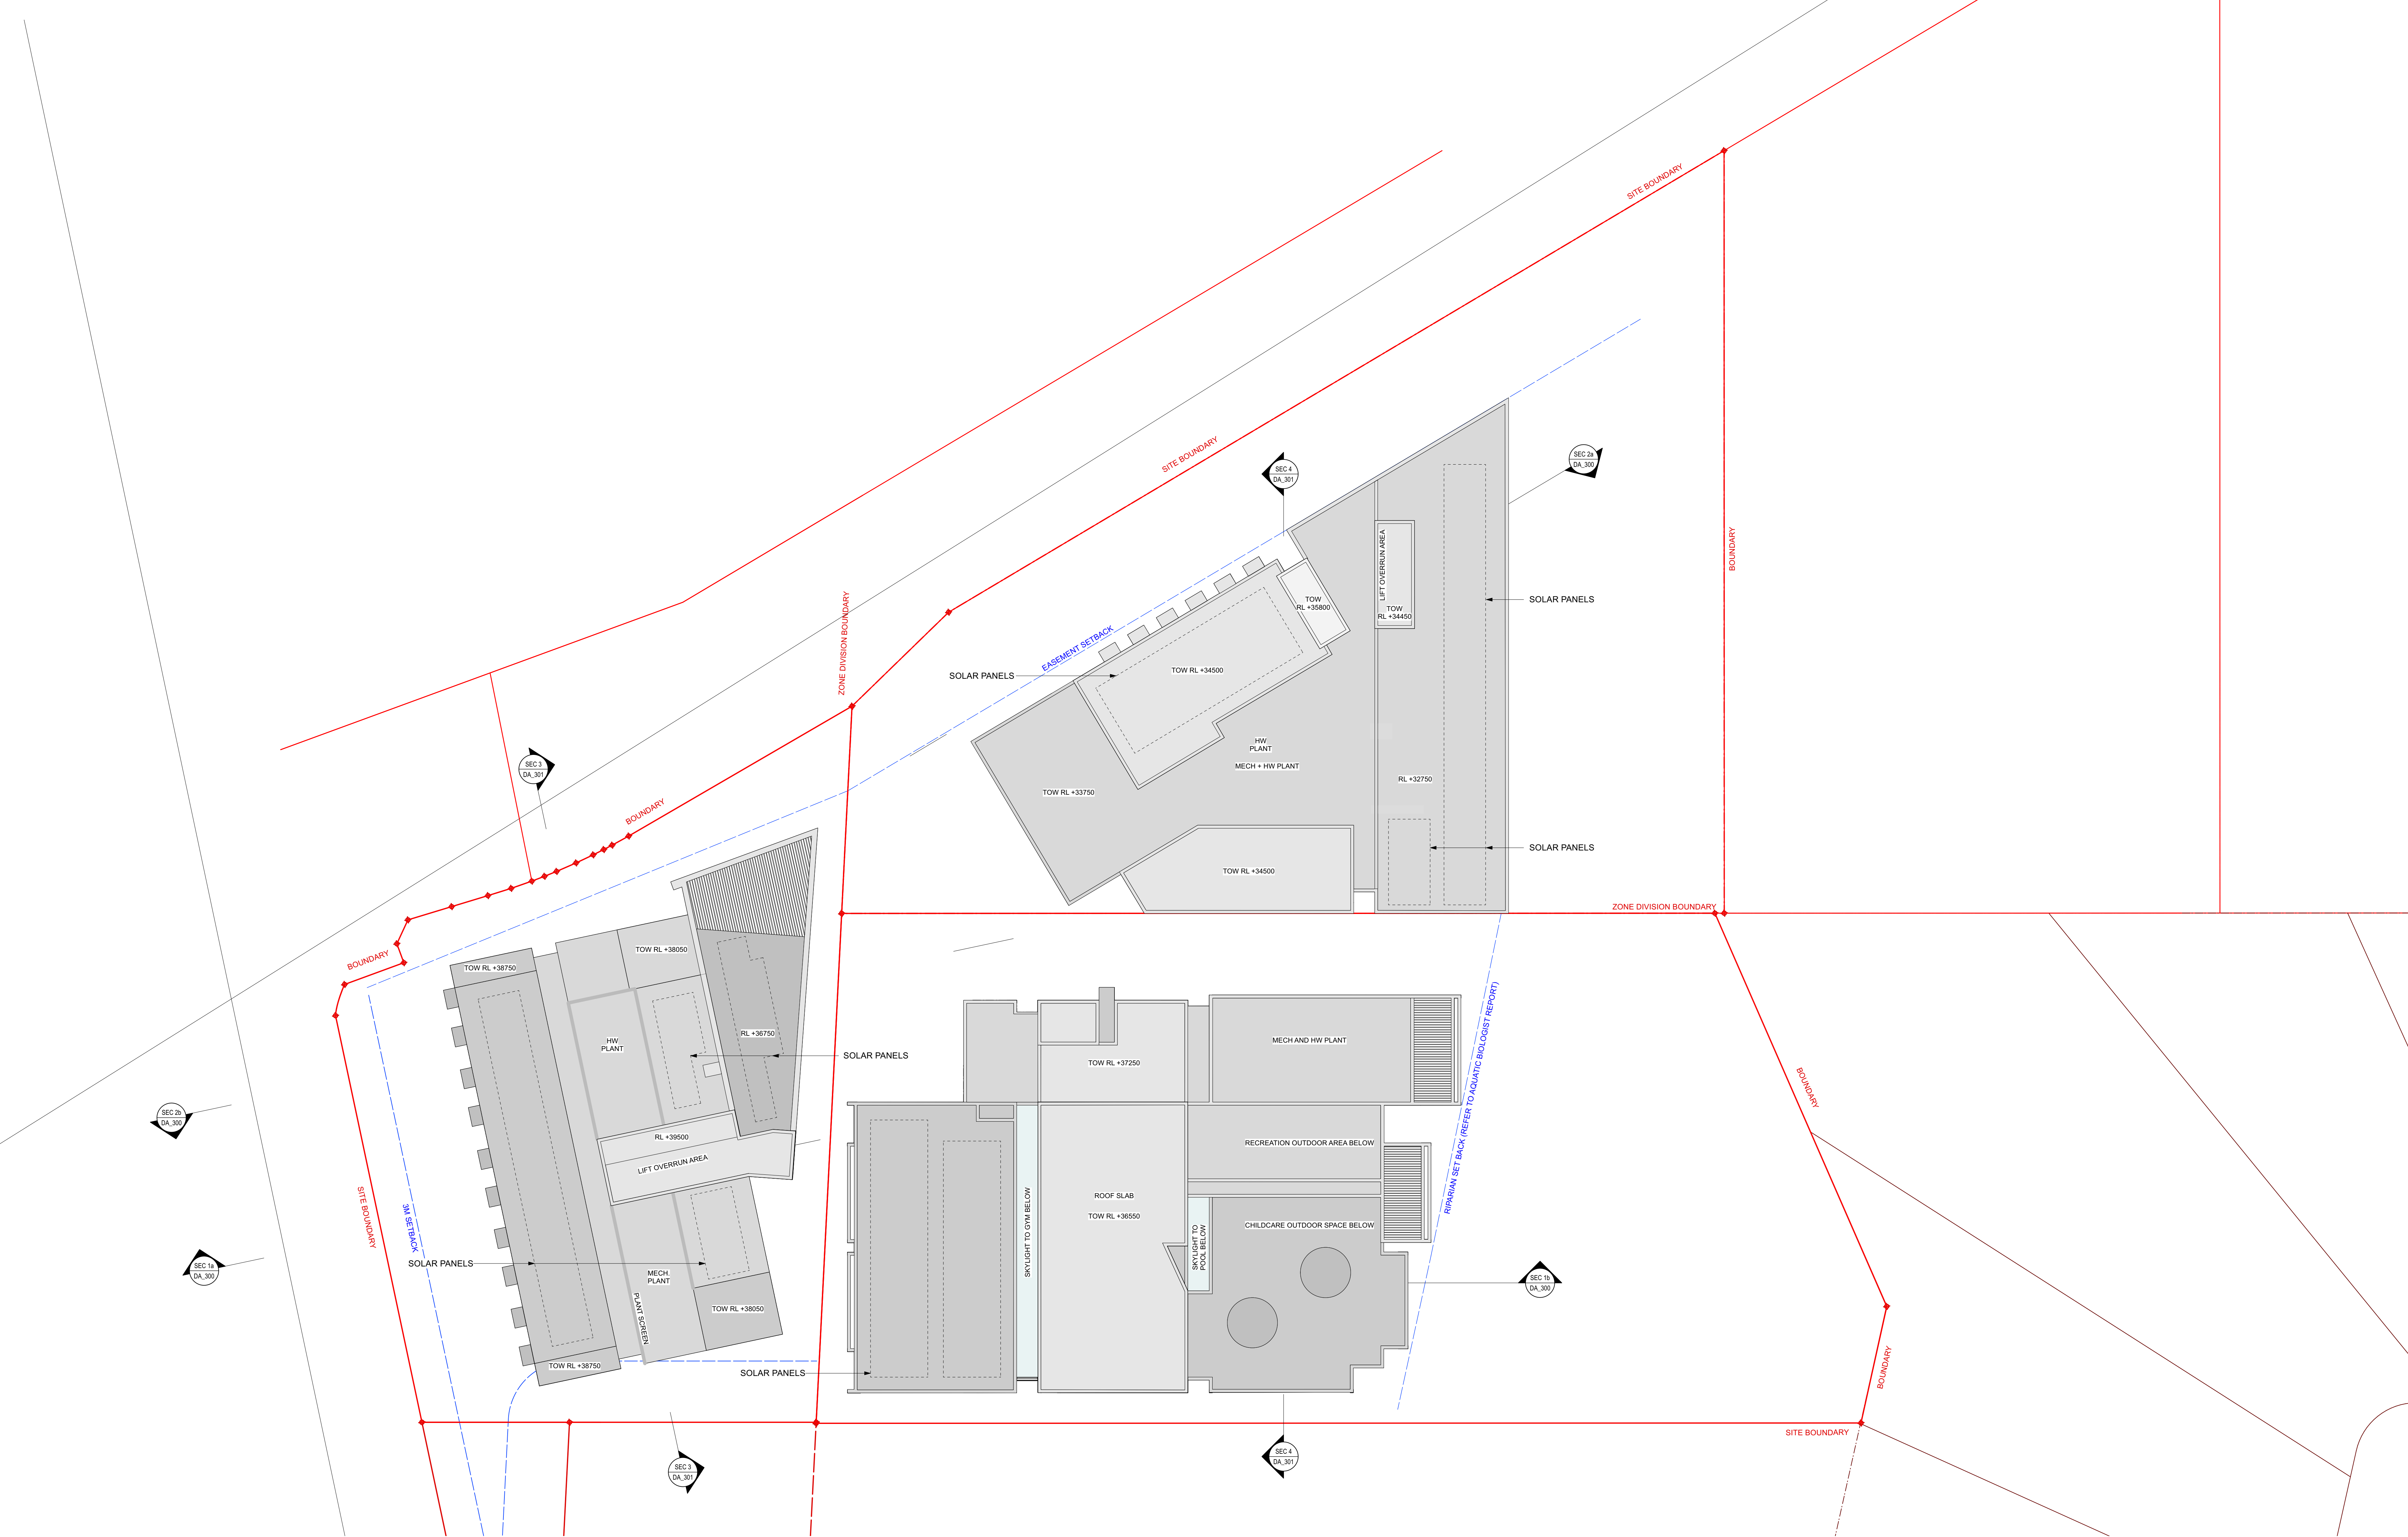 SITE BOUNDARY
SITE BOUNDARY
SEC 4
DA_301
SEC 2a
DA_300
BOUNDARY
LIFT OVERRUN AREA
ZONE DIVISION BOUNDARY
TOW
RL +35800
TOW
RL +34450
SOLAR PANELS
EASEMENT SETBACK
SOLAR PANELS
TOW RL +34500
HW
PLANT
MECH + HW PLANT
SEC 3
DA_301
RL +32750
TOW RL +33750
BOUNDARY
SOLAR PANELS
TOW RL +34500
ZONE DIVISION BOUNDARY
TOW RL +38050
BOUNDARY
TOW RL +38750
RL +36750
HW
PLANT
SOLAR PANELS
TOW RL +37250
MECH AND HW PLANT
RIPARIAN SET BACK (REFER TO AQUATIC BIOLOGIST REPORT)
BOUNDARY
SEC 2b
DA_300
RL +39500
LIFT OVERRUN AREA
RECREATION OUTDOOR AREA BELOW
SITE BOUNDARY
3M SETBACK
SKYLIGHT TO GYM BELOW
ROOF SLAB
TOW RL +36550
SKYLIGHT TO
POOL BELOW
CHILDCARE OUTDOOR SPACE BELOW
SEC 1a
DA_300
SOLAR PANELS
MECH.
PLANT
SEC 1b
DA_300
PLANT SCREEN
TOW RL +38050
TOW RL +38750
SOLAR PANELS
BOUNDARY
SITE BOUNDARY
SEC 3
DA_301
SEC 4
DA_301